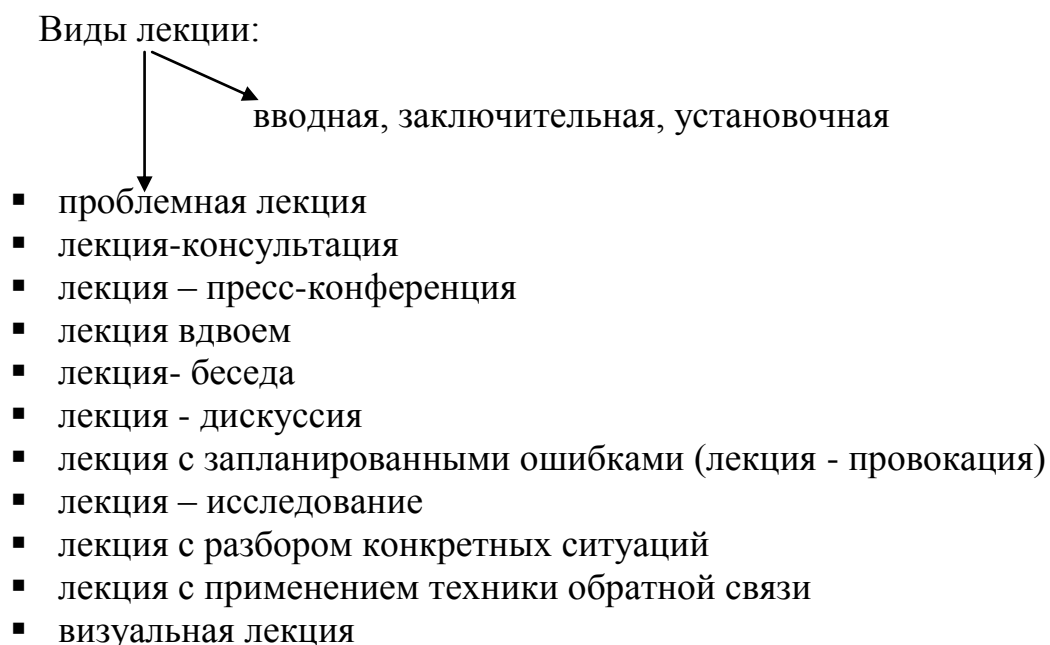 Виды лекции:
вводная, заключительная, установочная
▪ проблемная лекция
▪ лекция-консультация
▪ лекция – пресс-конференция
▪ лекция вдвоем
▪ лекция- беседа
▪ лекция - дискуссия
▪ лекция с запланированными ошибками (лекция - провокация)
▪ лекция – исследование
▪ лекция с разбором конкретных ситуаций
▪ лекция с применением техники обратной связи
▪ визуальная лекция